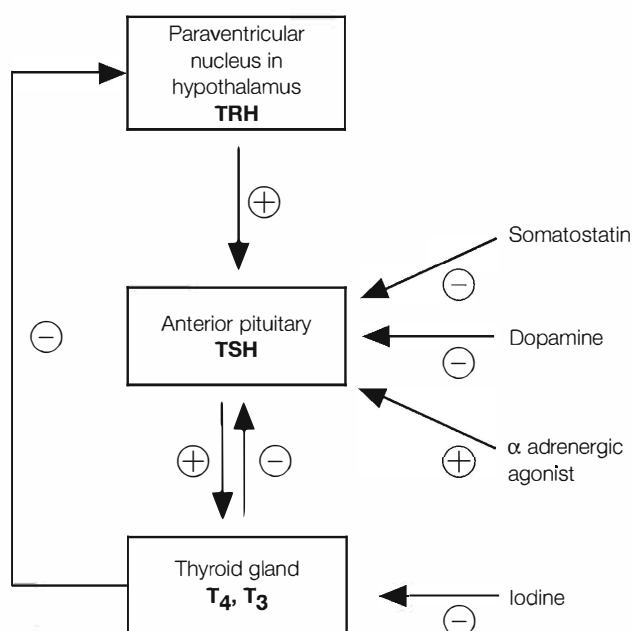 Paraventricular
nucleus in
hypothalamus
TRH
+
Somatostatin
−
Anterior pituitary
TSH
Dopamine
−
−
+
−
α adrenergic
agonist
+
Thyroid gland
T4, T3
Iodine
−